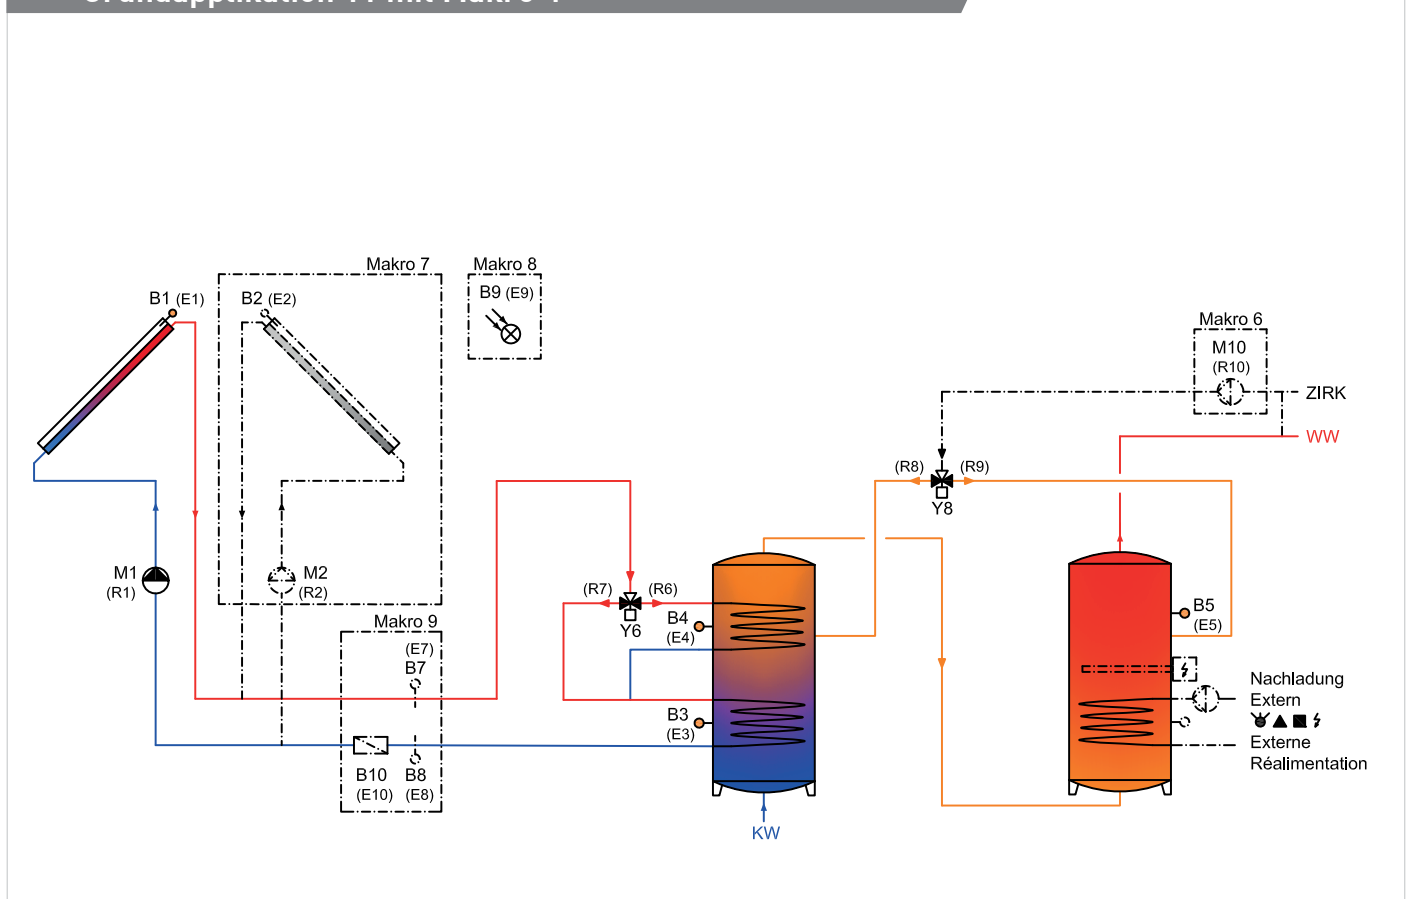 Makro 7
Makro 8
B1 (E1)
B2 (E2)
B9 (E9)
Makro 6
M10
(R10)
ZIRK
WW
(R8)
(R9)
Y8
M1
(R1)
M2
(R2)
(R7)
(R6)
Y6
B4
(E4)
B5
(E5)
Makro 9
(E7)
B7
B3
(E3)
B10
(E10)
B8
(E8)
KW
Nachladung
Extern
Externe
Réalimentation